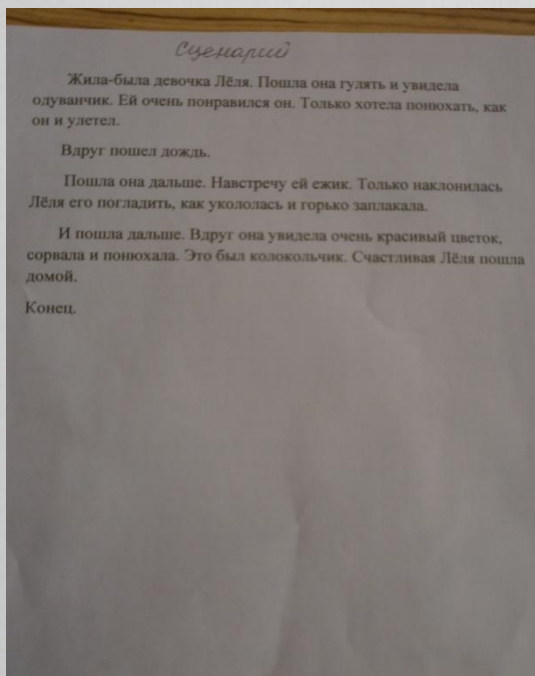 Сценарий
Жила-была девочка Лёля. Пошла она гулять и увидела
одуванчик. Ей очень понравился он. Только хотела понюхать, как
он и улетел.
Вдруг пошел дождь.
Пошла она дальше. Навстречу ей ежик. Только наклонилась
Лёля его погладить, как укололась и горько заплакала.
И пошла дальше. Вдруг она увидела очень красивый цветок,
сорвала и понюхала. Это был колокольчик. Счастливая Лёля пошла
домой.
Конец.